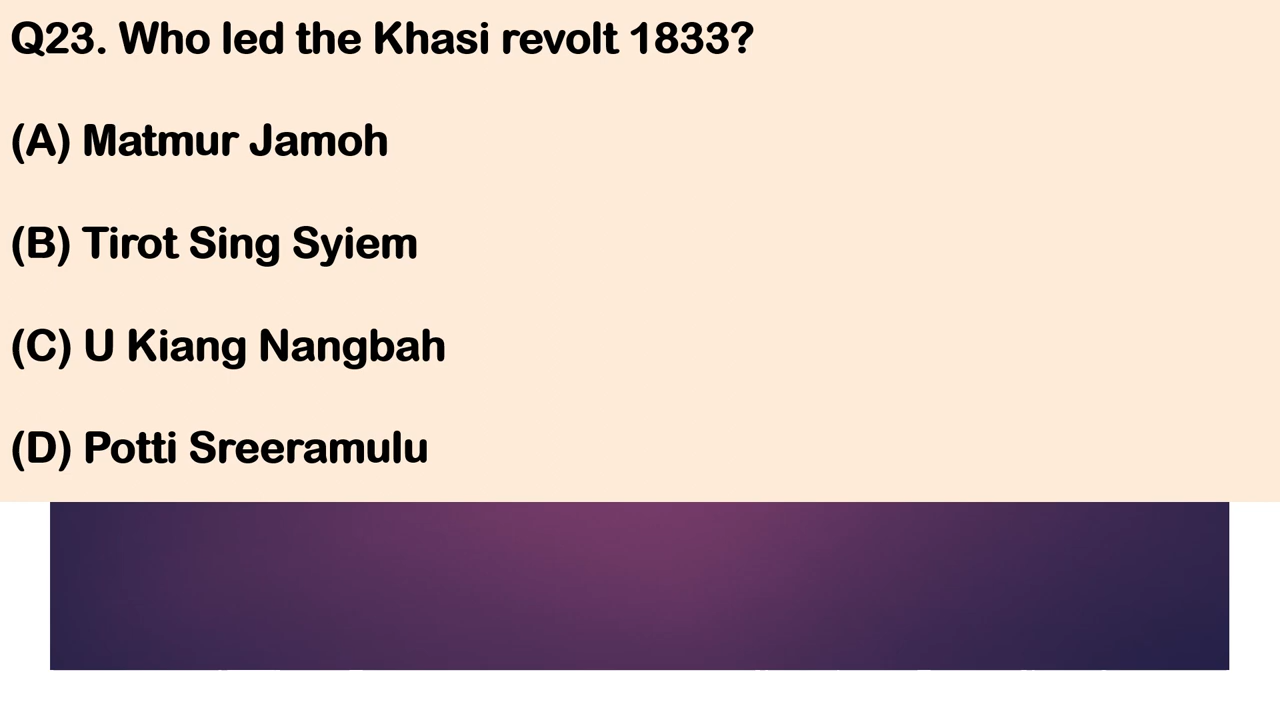 Q23. Who led the Khasi revolt 1833?
(A) Matmur Jamoh
(B) Tirot Sing Syiem
(C) U Kiang Nangbah
(D) Potti Sreeramulu